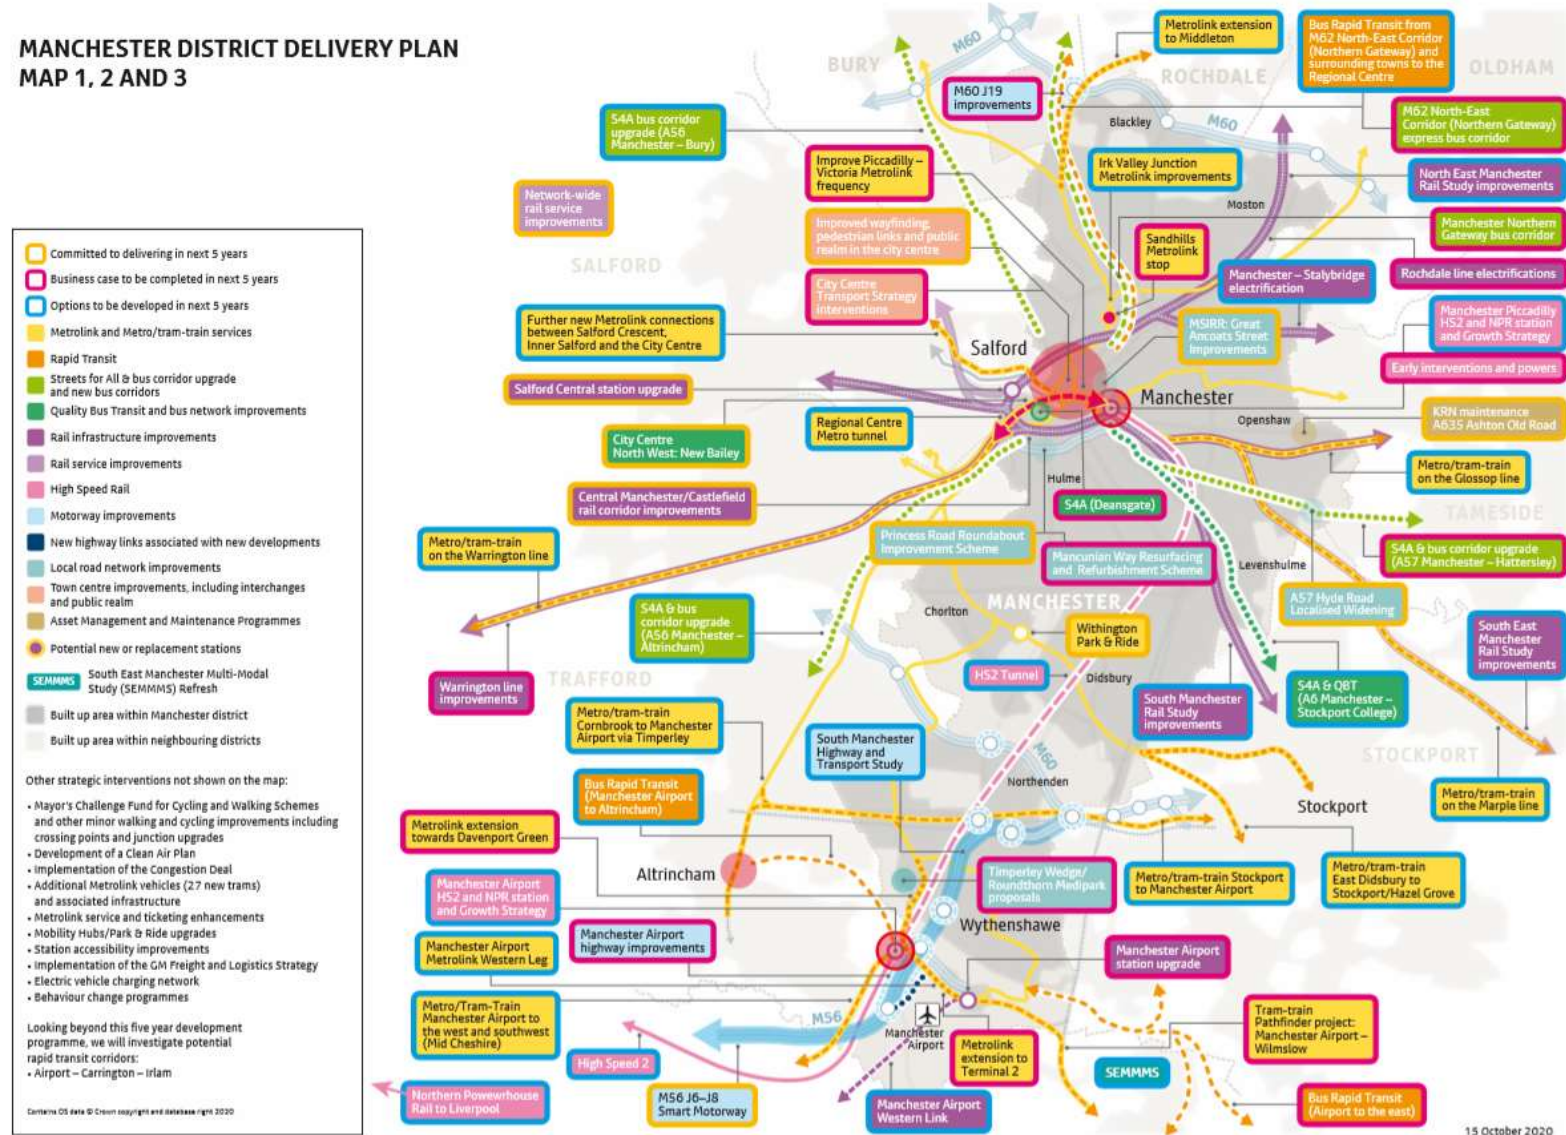 MANCHESTER DISTRICT DELIVERY PLAN
MAP 1, 2 AND 3
Committed to delivering in next 5 years
Business case to be completed in next 5 years
Options to be developed in next 5 years
Metrolink and Metro/tram-train services
Rapid Transit
Streets for All & bus corridor upgrade
and new bus corridors
Quality Bus Transit and bus network improvements
Rail infrastructure improvements
Rail service improvements
High Speed Rail
Motorway improvements
New highway links associated with new developments
Local road network improvements
Town centre improvements, including interchanges
and public realm
Asset Management and Maintenance Programmes
Potential new or replacement stations
SEMMMS
South East Manchester Multi-Modal
Study (SEMMMS) Refresh
Built up area within Manchester district
Built up area within neighbouring districts
Other strategic interventions not shown on the map:
• Mayor's Challenge Fund for Cycling and Walking Schemes
and other minor walking and cycling improvements including
crossing points and junction upgrades
• Development of a Clean Air Plan
• Implementation of the Congestion Deal
• Additional Metrolink vehicles (27 new trams)
and associated infrastructure
• Metrolink service and ticketing enhancements
• Mobility Hubs/Park & Ride upgrades
• Station accessibility improvements
• Implementation of the GM Freight and Logistics Strategy
• Electric vehicle charging network
• Behaviour change programmes
Looking beyond this five year development
programme, we will investigate potential
rapid transit corridors:
• Airport – Carrington – Irlam
Contains OS data © Crown copyright and database right 2020
BURY
M60
Metrolink extension
to Middleton
ROCHDALE
Bus Rapid Transit from
M62 North-East Corridor
(Northern Gateway) and
surrounding towns to the
Regional Centre
OLDHAM
M60 J19
improvements
Blackley
M60
M62 North-East
Corridor (Northern Gateway)
express bus corridor
S4A bus corridor
upgrade (A56
Manchester – Bury)
Improve Piccadilly –
Victoria Metrolink
frequency
Irk Valley Junction
Metrolink improvements
North East Manchester
Rail Study improvements
Network-wide
rail service
improvements
Moston
Improved wayfinding,
pedestrian links and public
realm in the city centre
Sandhills
Metrolink
stop
Manchester Northern
Gateway bus corridor
SALFORD
Manchester – Stalybridge
electrification
Rochdale line electrifications
City Centre
Transport Strategy
interventions
Further new Metrolink connections
between Salford Crescent,
Inner Salford and the City Centre
MSIRR: Great
Ancoats Street
Improvements
Manchester Piccadilly
HS2 and NPR station
and Growth Strategy
Salford
Early interventions and powers
Salford Central station upgrade
Manchester
Regional Centre
Metro tunnel
Openshaw
KRN maintenance
A635 Ashton Old Road
City Centre
North West: New Bailey
Metro/tram-train
on the Glossop line
Hulme
Central Manchester/Castlefield
rail corridor improvements
S4A (Deansgate)
TAMESIDE
Metro/tram-train
on the Warrington line
Princess Road Roundabout
Improvement Scheme
Mancunian Way Resurfacing
and Refurbishment Scheme
Levenshulme
S4A & bus corridor upgrade
(A57 Manchester – Hattersley)
Chorlton
MANCHESTER
A57 Hyde Road
Localised Widening
S4A & bus
corridor upgrade
(A56 Manchester –
Altrincham)
Withington
Park & Ride
South East
Manchester
Rail Study
improvements
TRAFFORD
HS2 Tunnel
Didsbury
Warrington line
improvements
South Manchester
Rail Study
improvements
S4A & QBT
(A6 Manchester –
Stockport College)
Metro/tram-train
Cornbrook to Manchester
Airport via Timperley
South Manchester
Highway and
Transport Study
M60
STOCKPORT
Bus Rapid Transit
(Manchester Airport
to Altrincham)
Northenden
Stockport
Metro/tram-train
on the Marple line
Metrolink extension
towards Davenport Green
Altrincham
Timperley Wedge/
Roundthorn Medipark
proposals
Metro/tram-train Stockport
to Manchester Airport
Metro/tram-train
East Didsbury to
Stockport/Hazel Grove
Manchester Airport
HS2 and NPR station
and Growth Strategy
Wythenshawe
Manchester Airport
highway improvements
Manchester Airport
Metrolink Western Leg
Manchester Airport
station upgrade
Metro/Tram-Train
Manchester Airport to
the west and southwest
(Mid Cheshire)
M56
Manchester
Airport
Metrolink
extension to
Terminal 2
Tram-train
Pathfinder project:
Manchester Airport –
Wilmslow
High Speed 2
SEMMMS
Northern Powewrhouse
Rail to Liverpool
M56 J6–J8
Smart Motorway
Manchester Airport
Western Link
Bus Rapid Transit
(Airport to the east)
15 October 2020